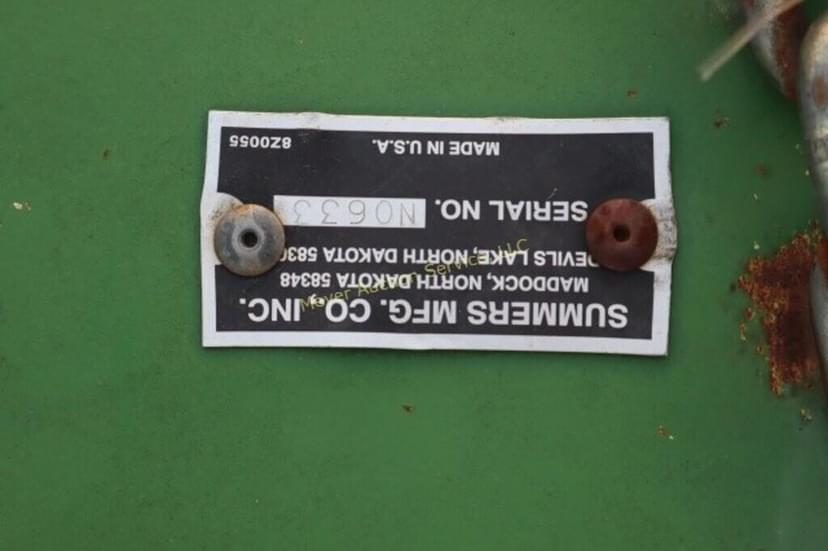 SUMMERS MFG. CO. INC.
MADDOCK, NORTH DAKOTA 58348
DEVILS LAKE, NORTH DAKOTA
SERIAL NO. N0633
MADE IN U.S.A. 8Z0055
Meyer Auction Service LLC